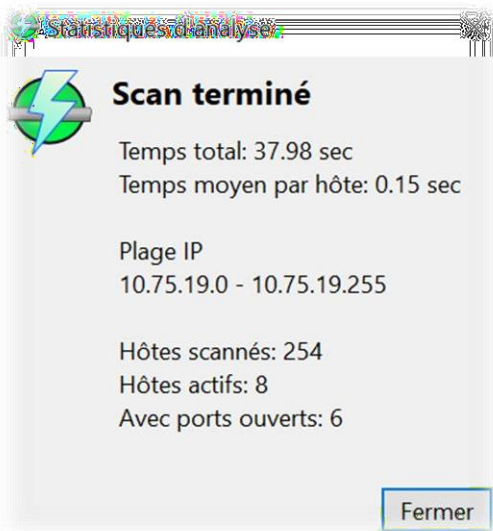 Statistiques d'analyse
Scan terminé
Temps total: 37.98 sec
Temps moyen par hôte: 0.15 sec
Plage IP
10.75.19.0 - 10.75.19.255
Hôtes scannés: 254
Hôtes actifs: 8
Avec ports ouverts: 6
Fermer